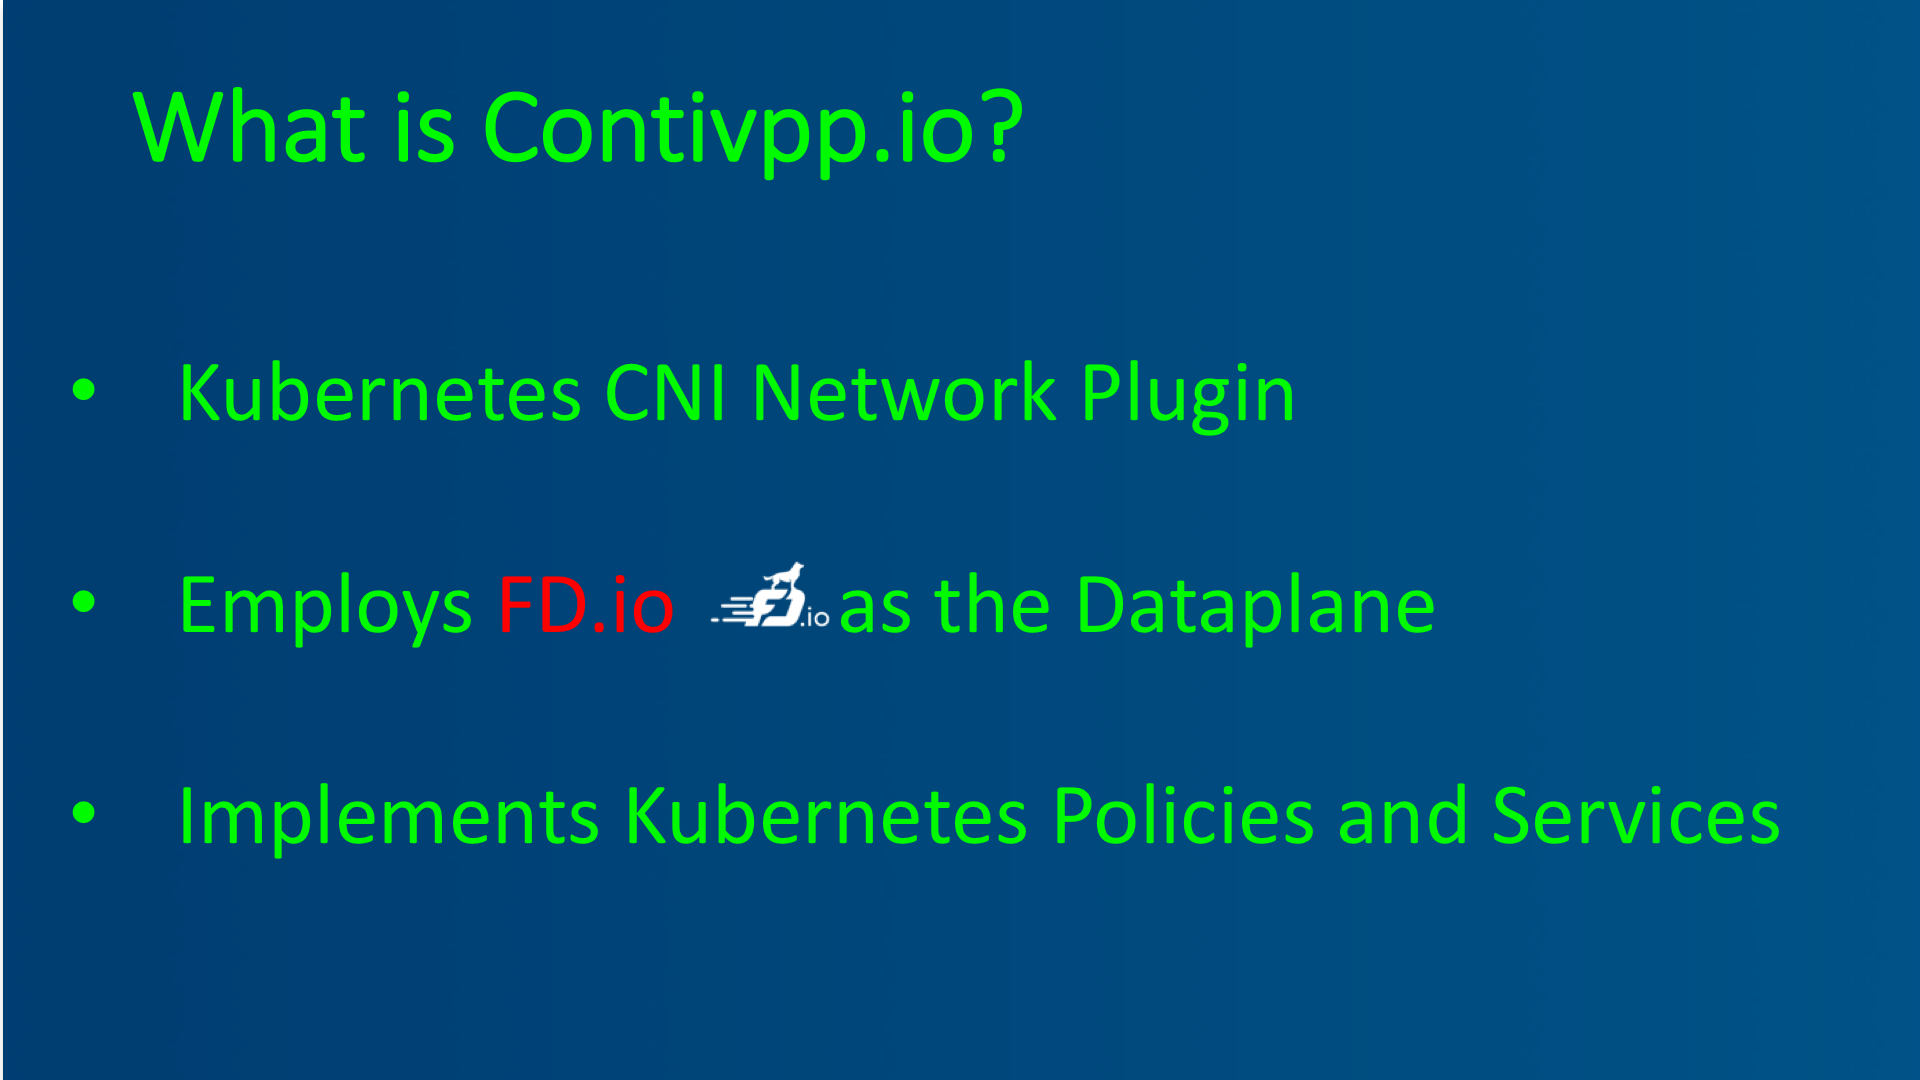 What is Contivpp.io?
• Kubernetes CNI Network Plugin
• Employs FD.io FD.io as the Dataplane
• Implements Kubernetes Policies and Services